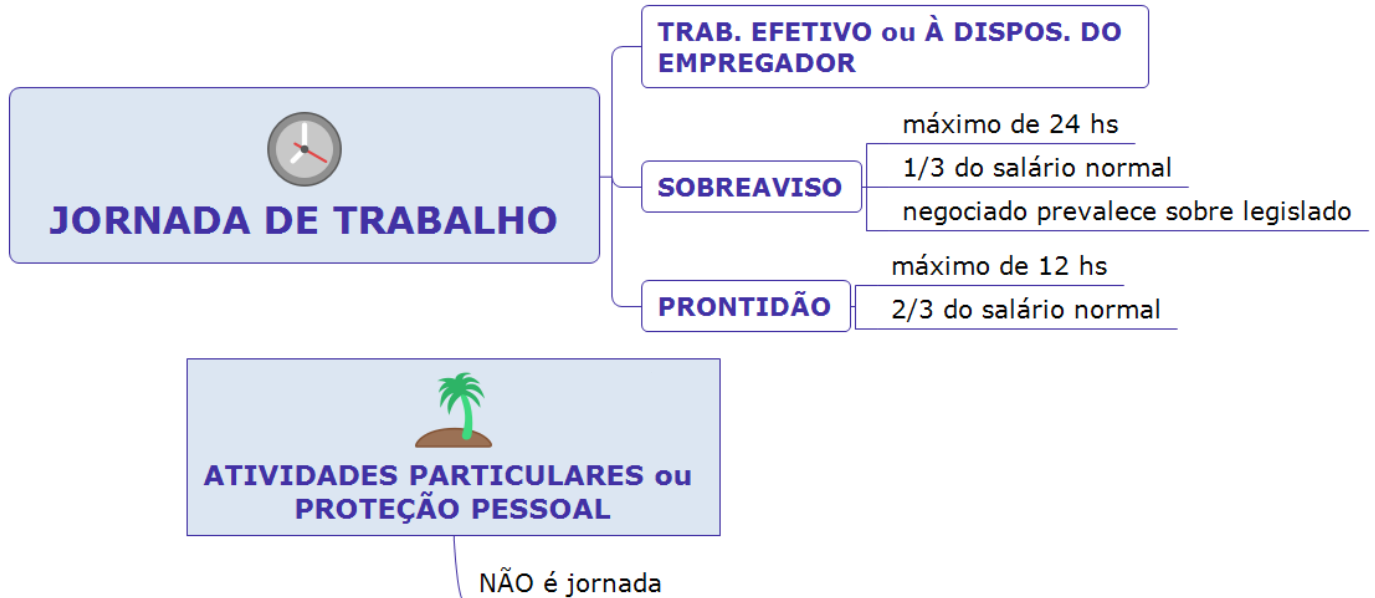 JORNADA DE TRABALHO
TRAB. EFETIVO ou À DISPOS. DO
EMPREGADOR
SOBREAVISO
máximo de 24 hs
1/3 do salário normal
negociado prevalece sobre legislado
PRONTIDÃO
máximo de 12 hs
2/3 do salário normal
ATIVIDADES PARTICULARES ou
PROTEÇÃO PESSOAL
NÃO é jornada